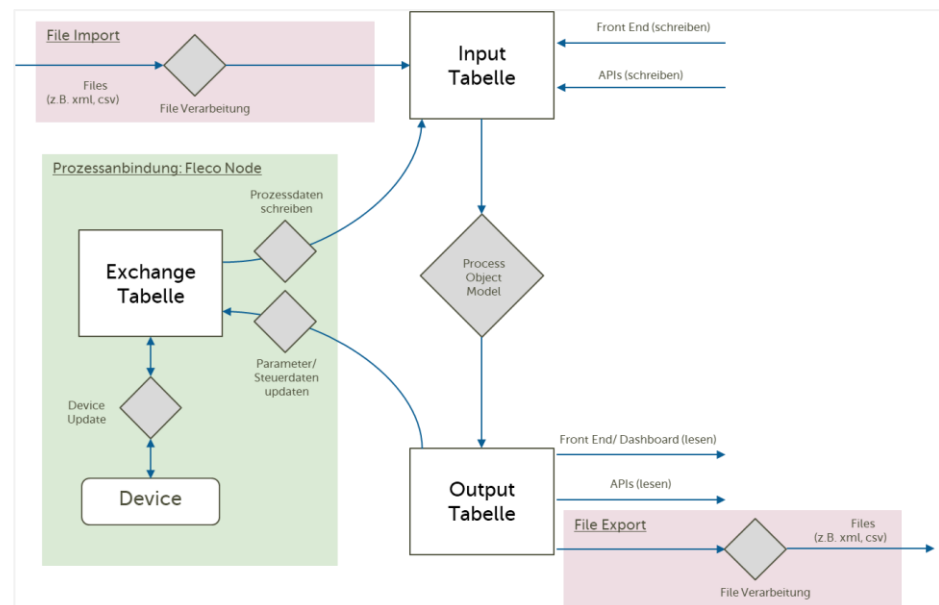 File Import
Files
(z.B. xml, csv)
File Verarbeitung
Input
Tabelle
Front End (schreiben)
APIs (schreiben)
Prozessanbindung: Fleco Node
Prozessdaten
schreiben
Exchange
Tabelle
Process
Object
Model
Parameter/
Steuerdaten
updaten
Device
Update
Device
Output
Tabelle
Front End/ Dashboard (lesen)
APIs (lesen)
File Export
Files
(z.B. xml, csv)
File Verarbeitung